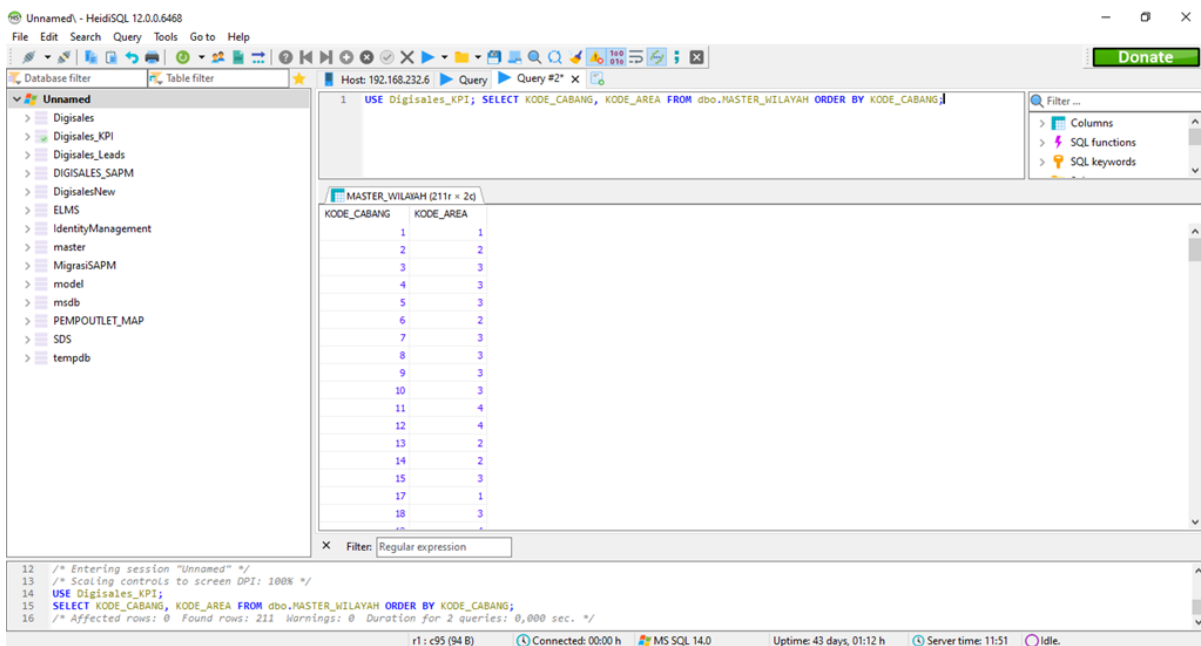 Unnamed\ - HeidiSQL 12.0.0.6468
File Edit Search Query Tools Go to Help
Donate
Database filter Table filter
Host: 192.168.232.6 Query Query #2*
Unnamed
Digisales
Digisales_KPI
Digisales_Leads
DIGISALES_SAPM
DigisalesNew
ELMS
IdentityManagement
master
MigrasiSAPM
model
msdb
PEMPOUTLET_MAP
SDS
tempdb
1 USE Digisales_KPI; SELECT KODE_CABANG, KODE_AREA FROM dbo.MASTER_WILAYAH ORDER BY KODE_CABANG;
Filter ...
Columns
SQL functions
SQL keywords
MASTER_WILAYAH (211r × 2c)
KODE_CABANG KODE_AREA
1 1
2 2
3 3
4 3
5 3
6 2
7 3
8 3
9 3
10 3
11 4
12 4
13 2
14 2
15 3
17 1
18 3
Filter: Regular expression
12 /* Entering session "Unnamed" */
13 /* Scaling controls to screen DPI: 100% */
14 USE Digisales_KPI;
15 SELECT KODE_CABANG, KODE_AREA FROM dbo.MASTER_WILAYAH ORDER BY KODE_CABANG;
16 /* Affected rows: 0 Found rows: 211 Warnings: 0 Duration for 2 queries: 0,000 sec. */
r1 : c95 (94 B) Connected: 00:00 h MS SQL 14.0 Uptime: 43 days, 01:12 h Server time: 11:51 Idle.